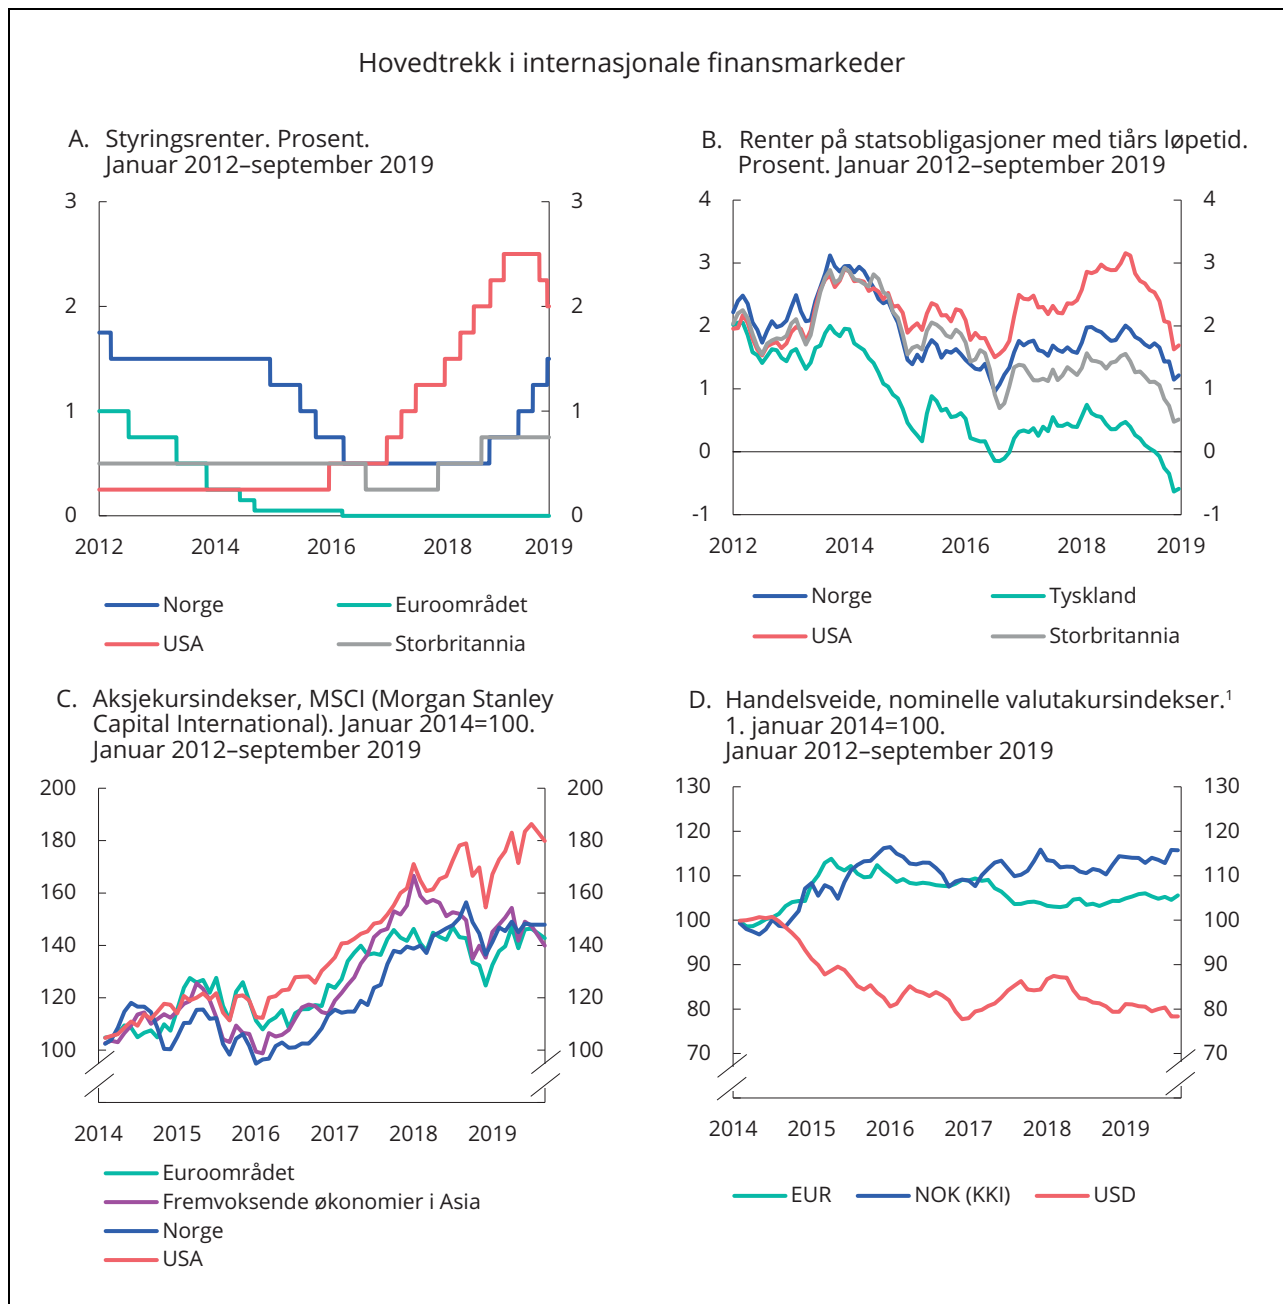 Hovedtrekk i internasjonale finansmarkeder
A. Styringsrenter. Prosent.
Januar 2012–september 2019
3 3
2 2
1 1
0 0
2012 2014 2016 2018 2019
Norge Euroområdet
USA Storbritannia
B. Renter på statsobligasjoner med tiårs løpetid.
Prosent. Januar 2012–september 2019
4 4
3 3
2 2
1 1
0 0
-1 -1
2012 2014 2016 2018 2019
Norge Tyskland
USA Storbritannia
C. Aksjekursindekser, MSCI (Morgan Stanley
Capital International). Januar 2014=100.
Januar 2012–september 2019
200 200
180 180
160 160
140 140
120 120
100 100
2014 2015 2016 2017 2018 2019
Euroområdet
Fremvoksende økonomier i Asia
Norge
USA
D. Handelsveide, nominelle valutakursindekser.¹
1. januar 2014=100.
Januar 2012–september 2019
130 130
120 120
110 110
100 100
90 90
80 80
70 70
2014 2015 2016 2017 2018 2019
EUR NOK (KKI) USD